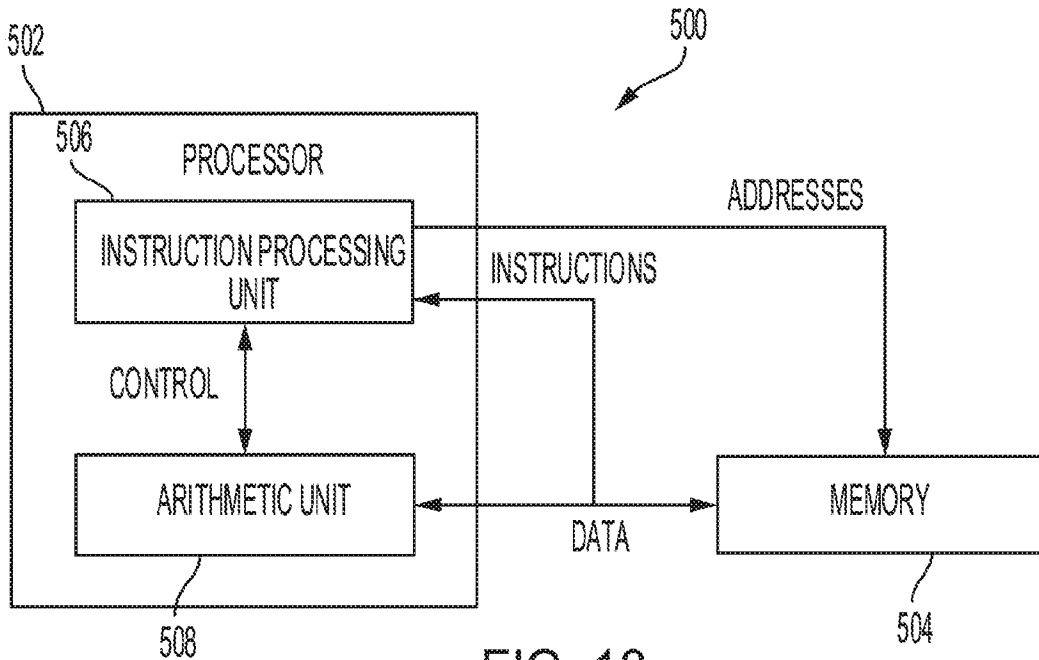 500
502
506
PROCESSOR
ADDRESSES
INSTRUCTION PROCESSING
UNIT
INSTRUCTIONS
CONTROL
ARITHMETIC UNIT
MEMORY
DATA
508
504